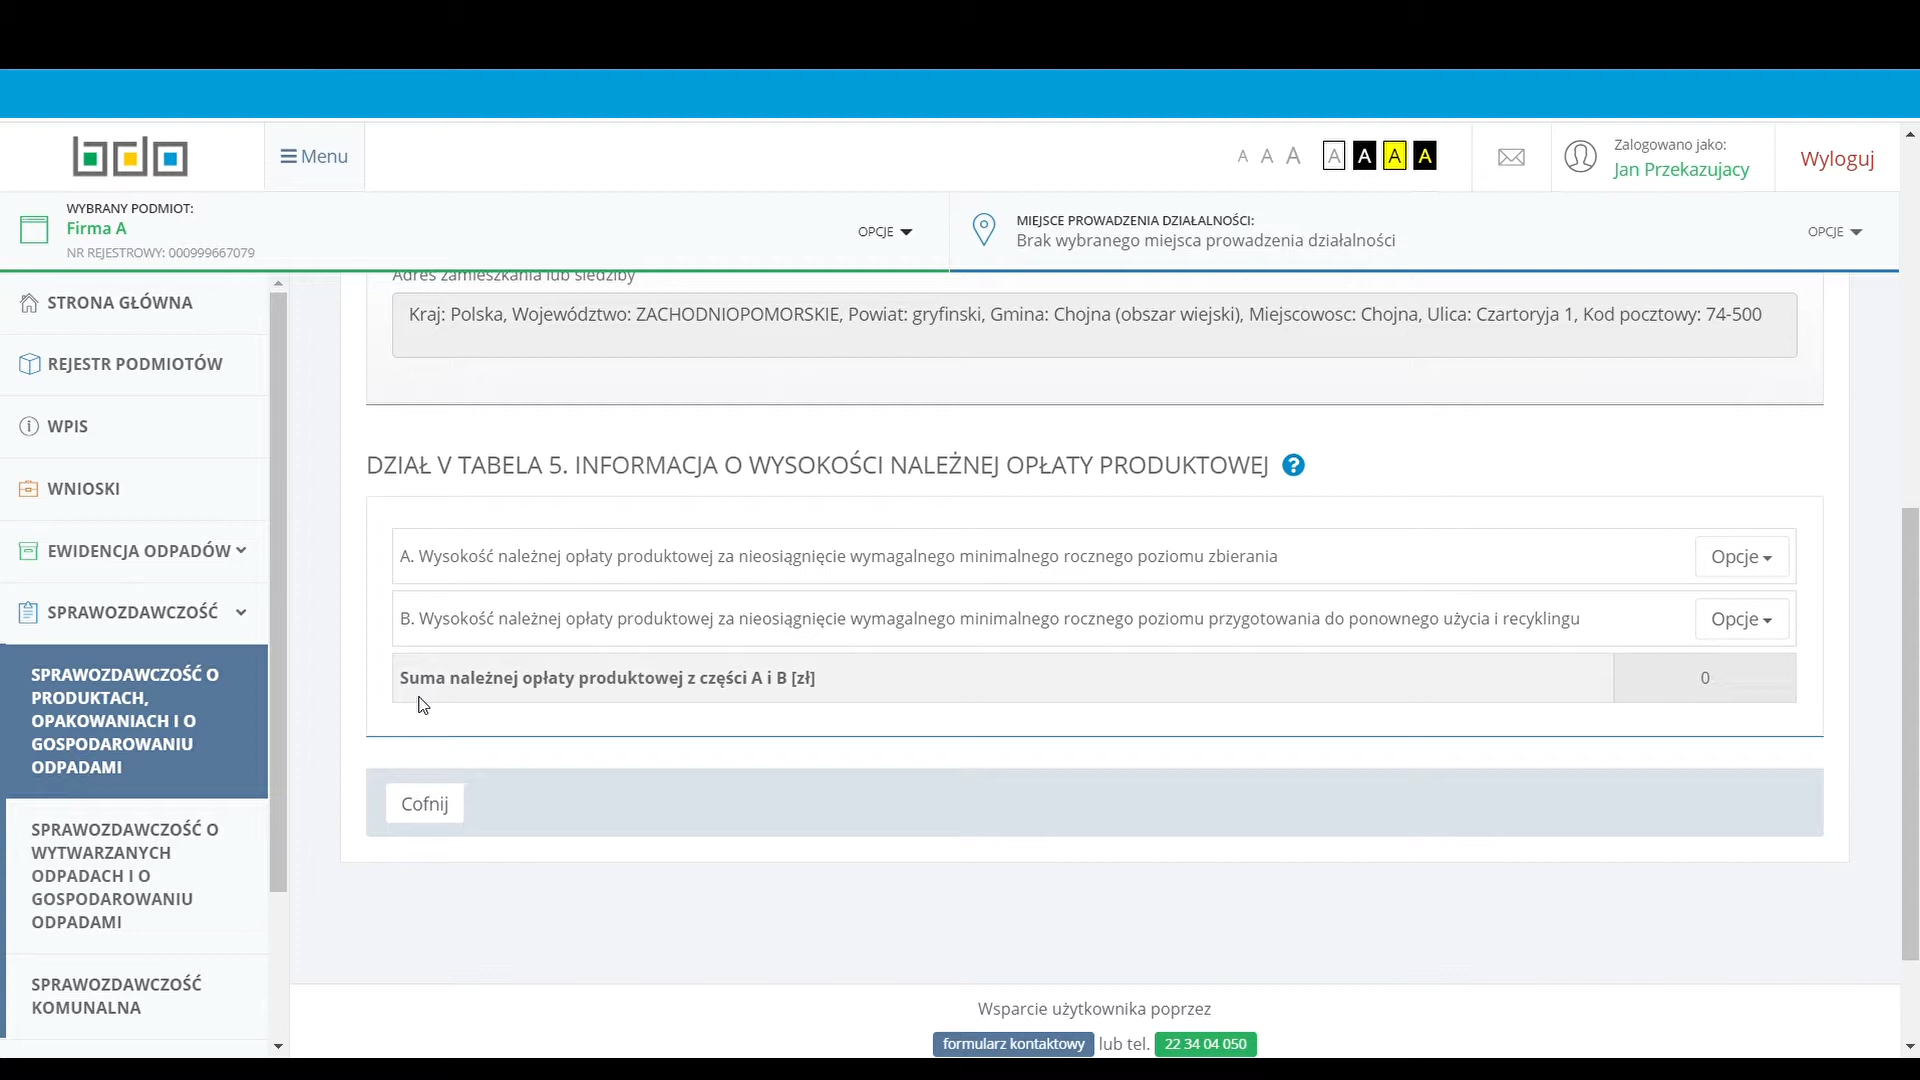 bdo
Menu
A A A A A A A
Zalogowano jako:
Jan Przekazujacy
Wyloguj
WYBRANY PODMIOT:
Firma A
NR REJESTROWY: 000999667079
OPCJE
MIEJSCE PROWADZENIA DZIAŁALNOŚCI:
Brak wybranego miejsca prowadzenia działalności
OPCJE
STRONA GŁÓWNA
REJESTR PODMIOTÓW
WPIS
WNIOSKI
EWIDENCJA ODPADÓW
SPRAWOZDAWCZOŚĆ
SPRAWOZDAWCZOŚĆ O
PRODUKTACH,
OPAKOWANIACH I O
GOSPODAROWANIU
ODPADAMI
SPRAWOZDAWCZOŚĆ O
WYTWARZANYCH
ODPADACH I O
GOSPODAROWANIU
ODPADAMI
SPRAWOZDAWCZOŚĆ
KOMUNALNA
Adres zamieszkania lub siedziby
Kraj: Polska, Województwo: ZACHODNIOPOMORSKIE, Powiat: gryfinski, Gmina: Chojna (obszar wiejski), Miejscowosc: Chojna, Ulica: Czartoryja 1, Kod pocztowy: 74-500
DZIAŁ V TABELA 5. INFORMACJA O WYSOKOŚCI NALEŻNEJ OPŁATY PRODUKTOWEJ ?
A. Wysokość należnej opłaty produktowej za nieosiągnięcie wymagalnego minimalnego rocznego poziomu zbierania
Opcje
B. Wysokość należnej opłaty produktowej za nieosiągnięcie wymagalnego minimalnego rocznego poziomu przygotowania do ponownego użycia i recyklingu
Opcje
Suma należnej opłaty produktowej z części A i B [zł]
0
Cofnij
Wsparcie użytkownika poprzez
formularz kontaktowy lub tel. 22 34 04 050